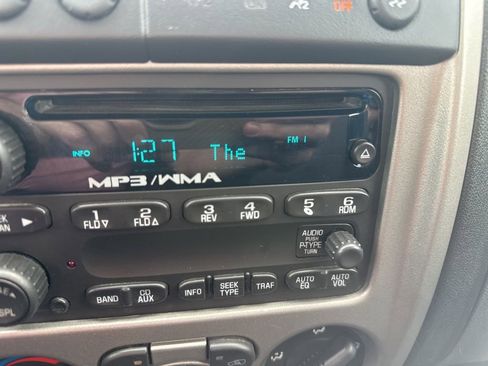 OFF
INFO 1:27 The FM 1
MP3/WMA
1 FLD ▽ 2 FLD △ 3 REV 4 FWD 5 6 RDM
AUDIO
PUSH
P-TYPE
TURN
BAND CD AUX INFO SEEK TYPE TRAF AUTO EQ AUTO VOL